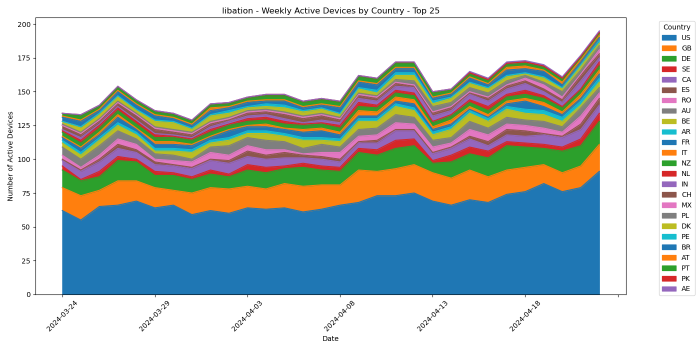 libation - Weekly Active Devices by Country - Top 25
Number of Active Devices
200
175
150
125
100
75
50
25
0
2024-03-24
2024-03-29
2024-04-03
2024-04-08
2024-04-13
2024-04-18
Date
Country
US
GB
DE
SE
CA
ES
RO
AU
BE
AR
FR
IT
NZ
NL
IN
CH
MX
PL
DK
PE
BR
AT
PT
PK
AE